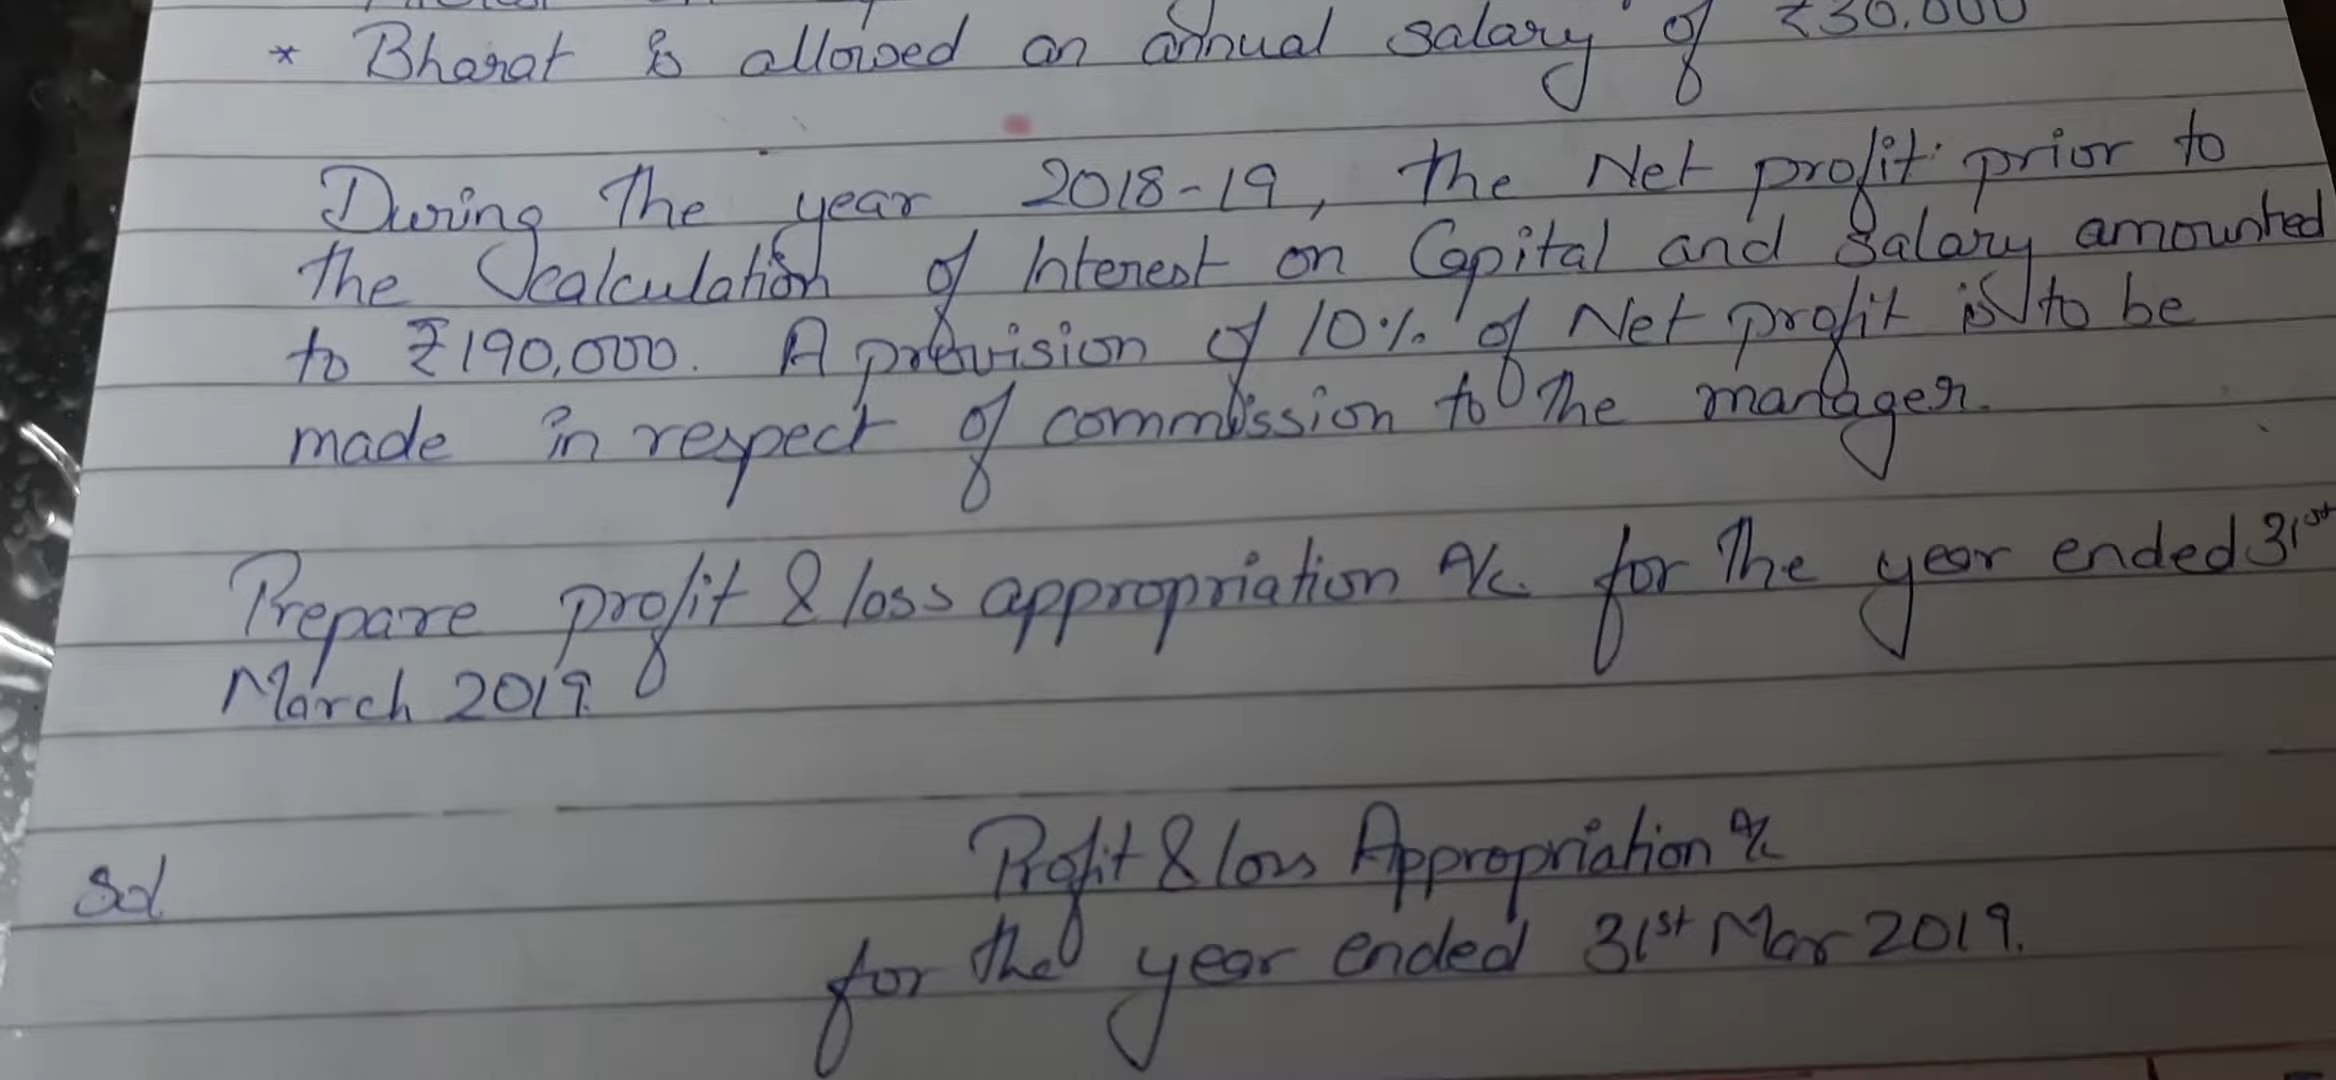 * Bharat is allowed an annual salary of ₹30,000
During the year 2018-19, the Net profit prior to
the calculation of Interest on Capital and Salary amounted
to ₹190,000. A provision of 10% of Net profit is to be
made in respect of commission to the manager.
Prepare profit & loss appropriation A/c. for the year ended 31st
March 2019.
Profit & loss Appropriation A/c
Sol.
for the year ended 31st Mar 2019.